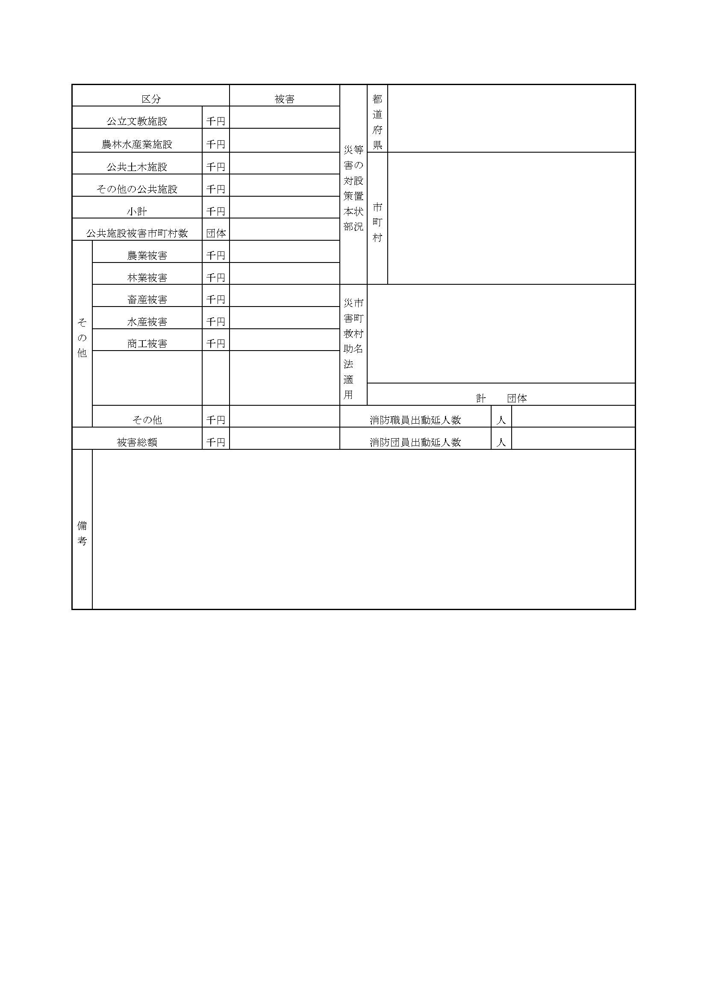 区分
被害
公立文教施設 千円
農林水産業施設 千円
公共土木施設 千円
その他の公共施設 千円
小計 千円
公共施設被害市町村数 団体
その他
農業被害 千円
林業被害 千円
畜産被害 千円
水産被害 千円
商工被害 千円
その他 千円
被害総額 千円
災害対策本部
等の設置状況
都道府県
市町村
災害救助法適用
市町村名
計 団体
消防職員出動延人数 人
消防団員出動延人数 人
備考